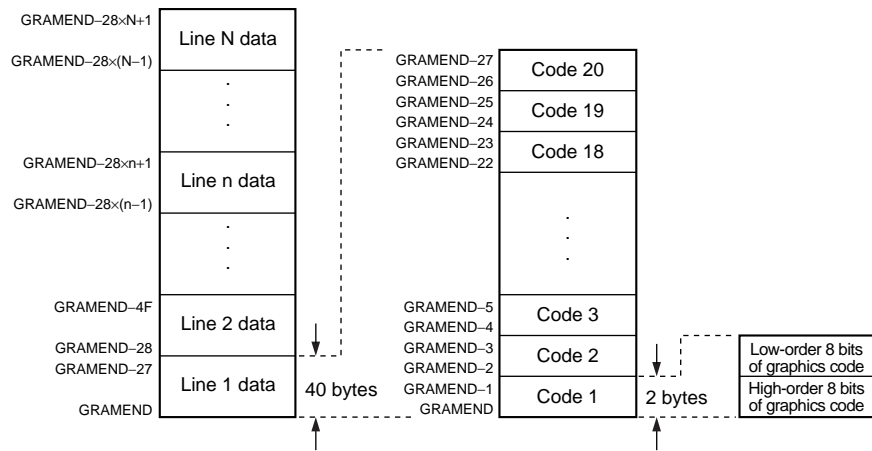 GRAMEND–28×N+1
Line N data
GRAMEND–28×(N–1)
GRAMEND–28×n+1
Line n data
GRAMEND–28×(n–1)
GRAMEND–4F
Line 2 data
GRAMEND–28
GRAMEND–27
Line 1 data
GRAMEND
40 bytes
GRAMEND–27
Code 20
GRAMEND–26
GRAMEND–25
Code 19
GRAMEND–24
GRAMEND–23
Code 18
GRAMEND–22
GRAMEND–5
Code 3
GRAMEND–4
GRAMEND–3
Code 2
GRAMEND–2
GRAMEND–1
Code 1
GRAMEND
2 bytes
Low-order 8 bits
of graphics code
High-order 8 bits
of graphics code